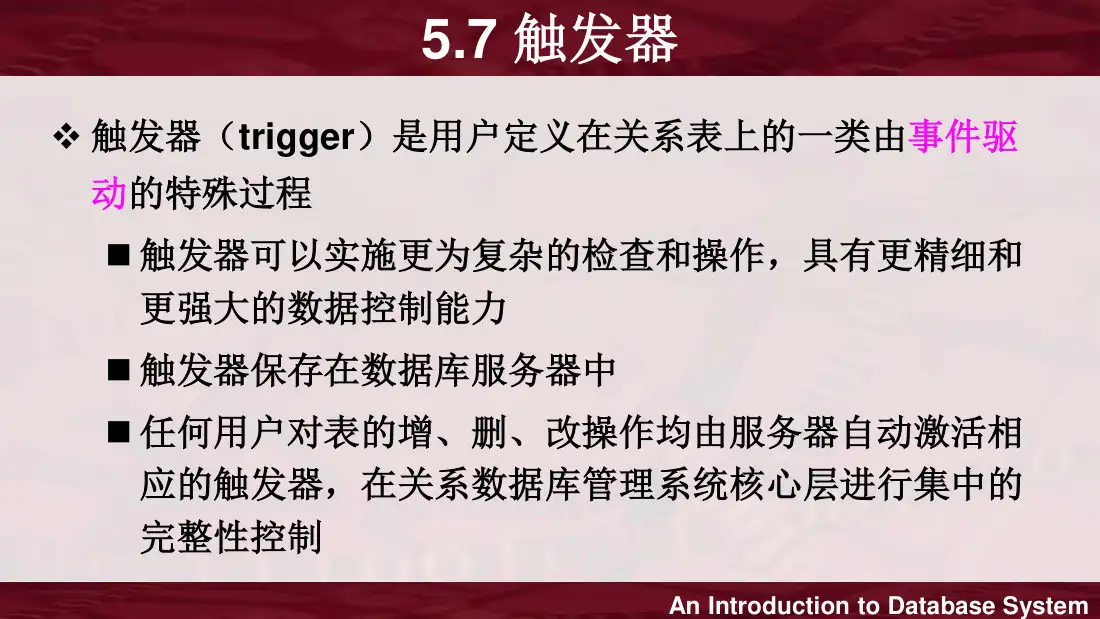 5.7 触发器
❖ 触发器（trigger）是用户定义在关系表上的一类由事件驱
动的特殊过程
■ 触发器可以实施更为复杂的检查和操作，具有更精细和
更强大的数据控制能力
■ 触发器保存在数据库服务器中
■ 任何用户对表的增、删、改操作均由服务器自动激活相
应的触发器，在关系数据库管理系统核心层进行集中的
完整性控制
An Introduction to Database System